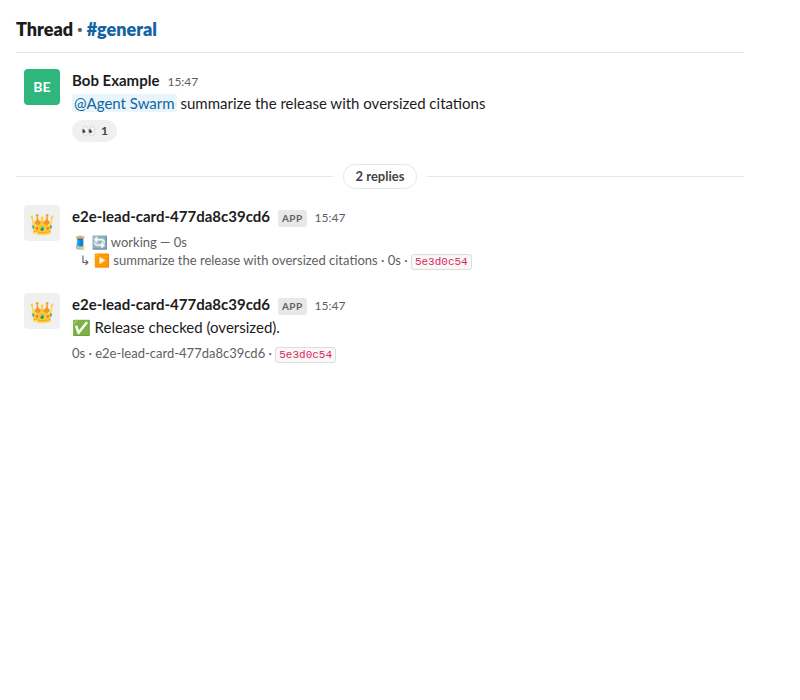 Thread • #general
BE
Bob Example 15:47
@Agent Swarm summarize the release with oversized citations
👀 1
2 replies
e2e-lead-card-477da8c39cd6 APP 15:47
🧵 🔄 working — 0s
↳ ▶️ summarize the release with oversized citations · 0s · 5e3d0c54
e2e-lead-card-477da8c39cd6 APP 15:47
✅ Release checked (oversized).
0s · e2e-lead-card-477da8c39cd6 · 5e3d0c54